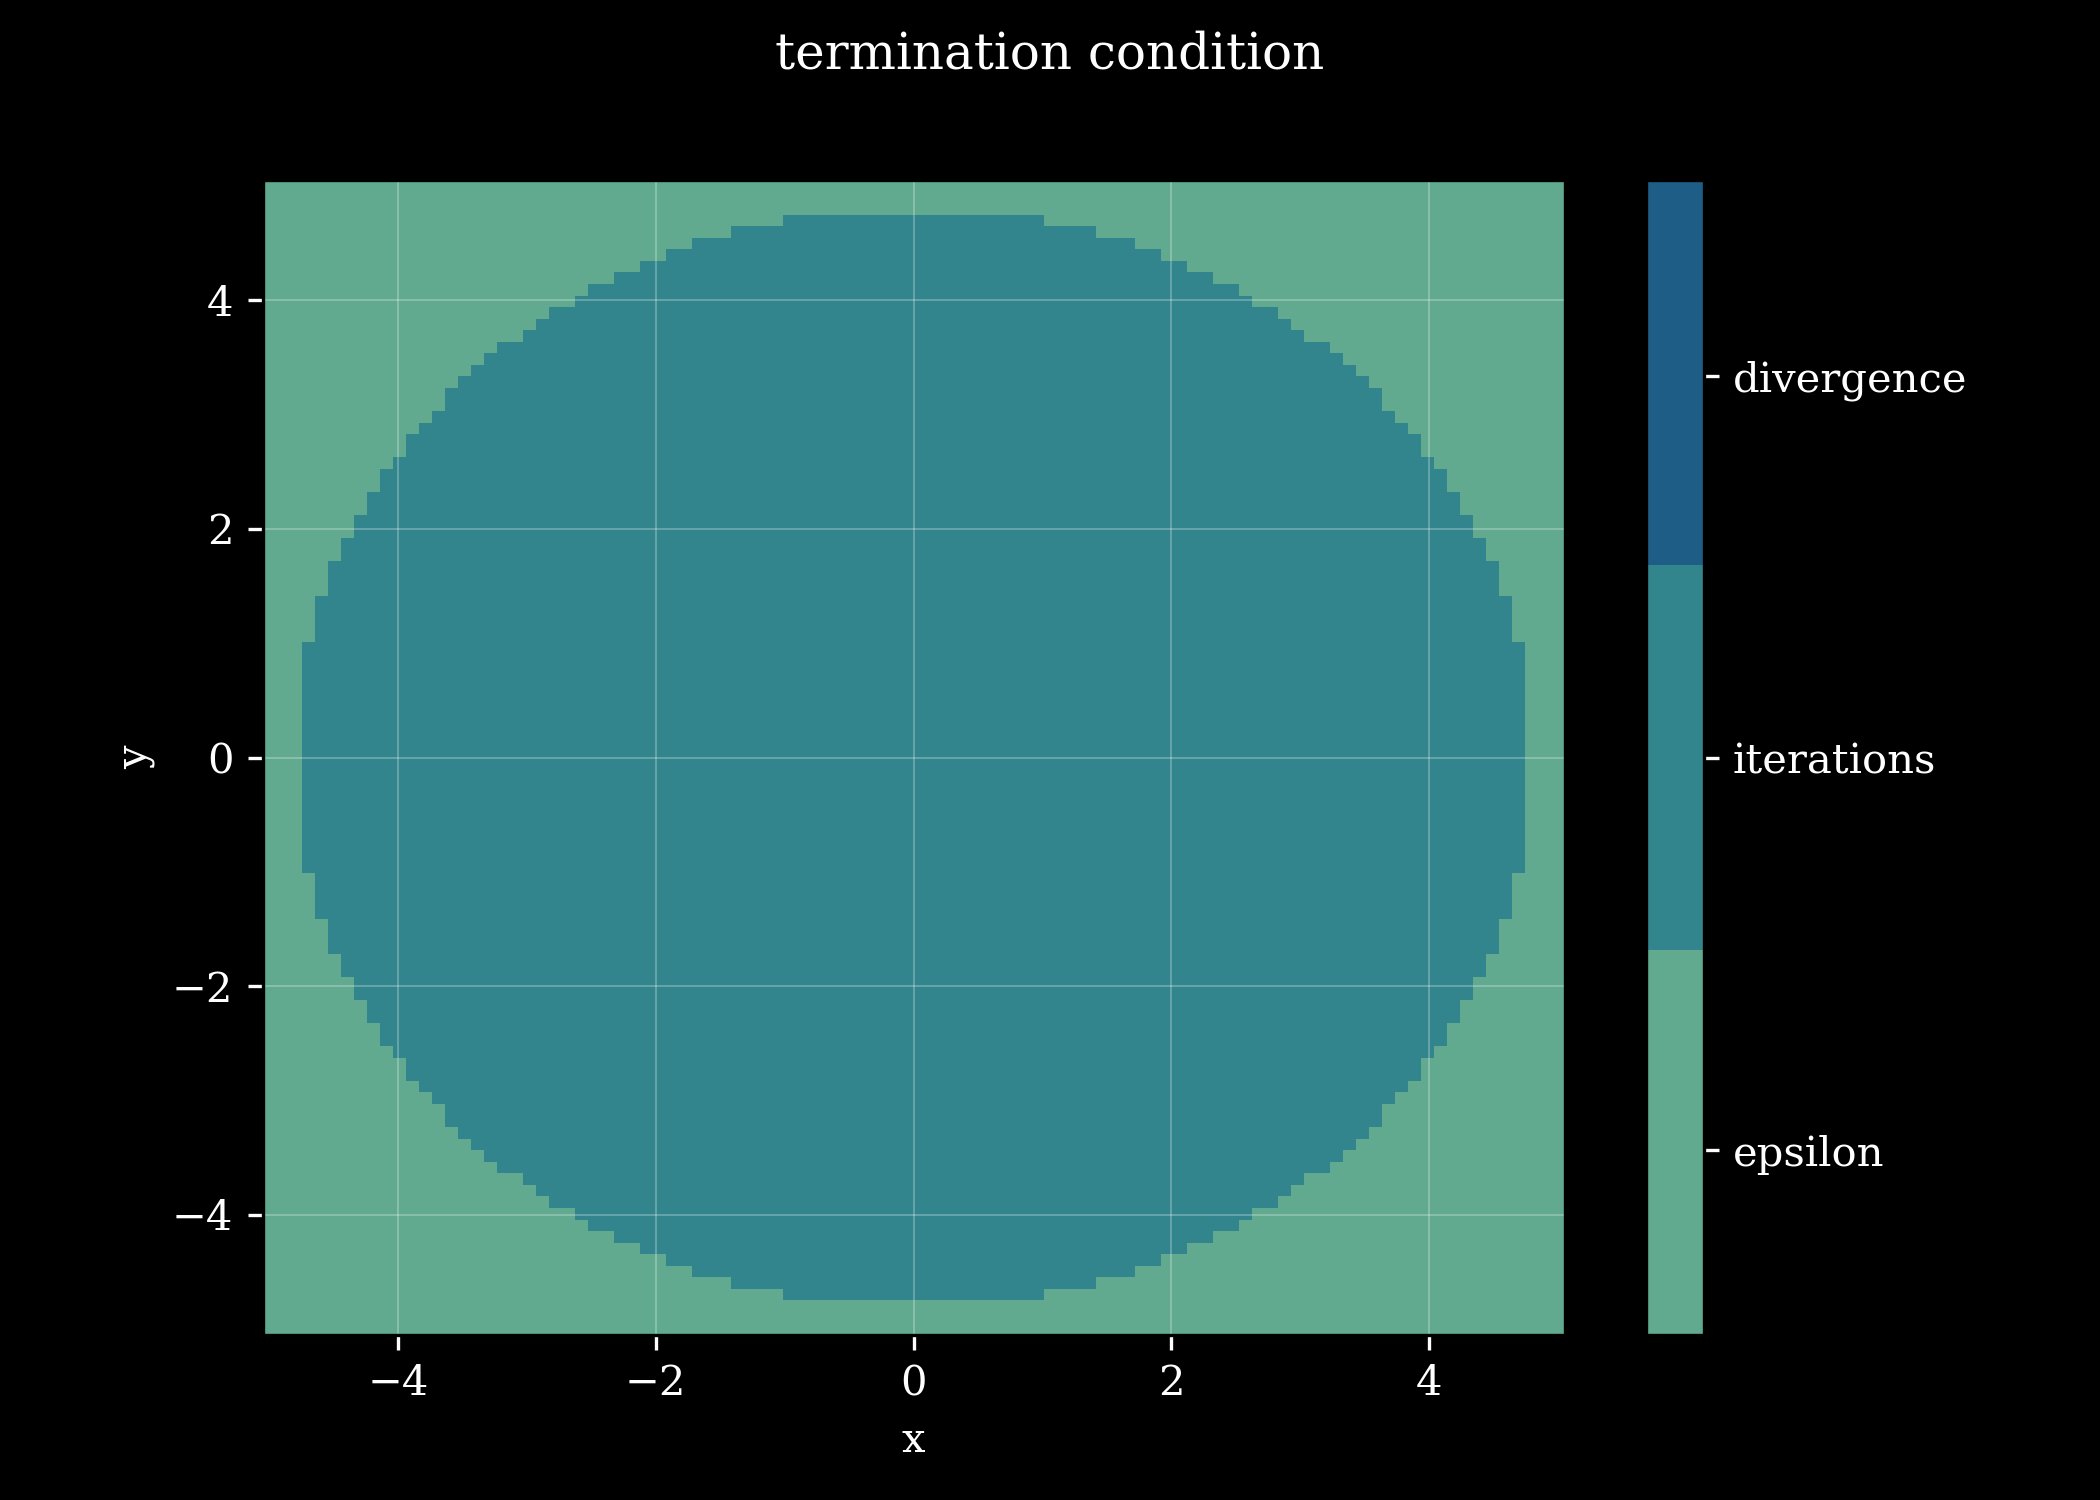 termination condition
4
2
0
−2
−4
y
−4
−2
0
2
4
x
divergence
iterations
epsilon